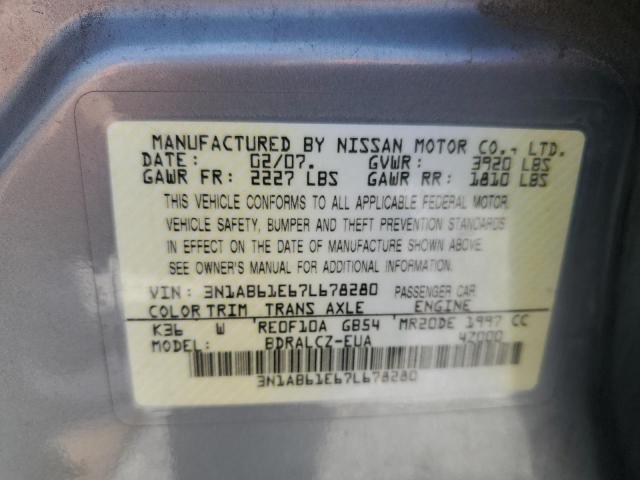 MANUFACTURED BY NISSAN MOTOR CO., LTD.
DATE: 02/07. GVWR: 3920 LBS
GAWR FR: 2227 LBS GAWR RR: 1810 LBS
THIS VEHICLE CONFORMS TO ALL APPLICABLE FEDERAL MOTOR
VEHICLE SAFETY, BUMPER AND THEFT PREVENTION STANDARDS
IN EFFECT ON THE DATE OF MANUFACTURE SHOWN ABOVE.
SEE OWNER'S MANUAL FOR ADDITIONAL INFORMATION.
VIN: 3N1AB61E67L678280 PASSENGER CAR
COLOR TRIM TRANS AXLE ENGINE
K36 W RE0F10A GB54 MR20DE 1997 CC
MODEL: BDRALCZ-EUA 4Z000
3N1AB61E67L678280